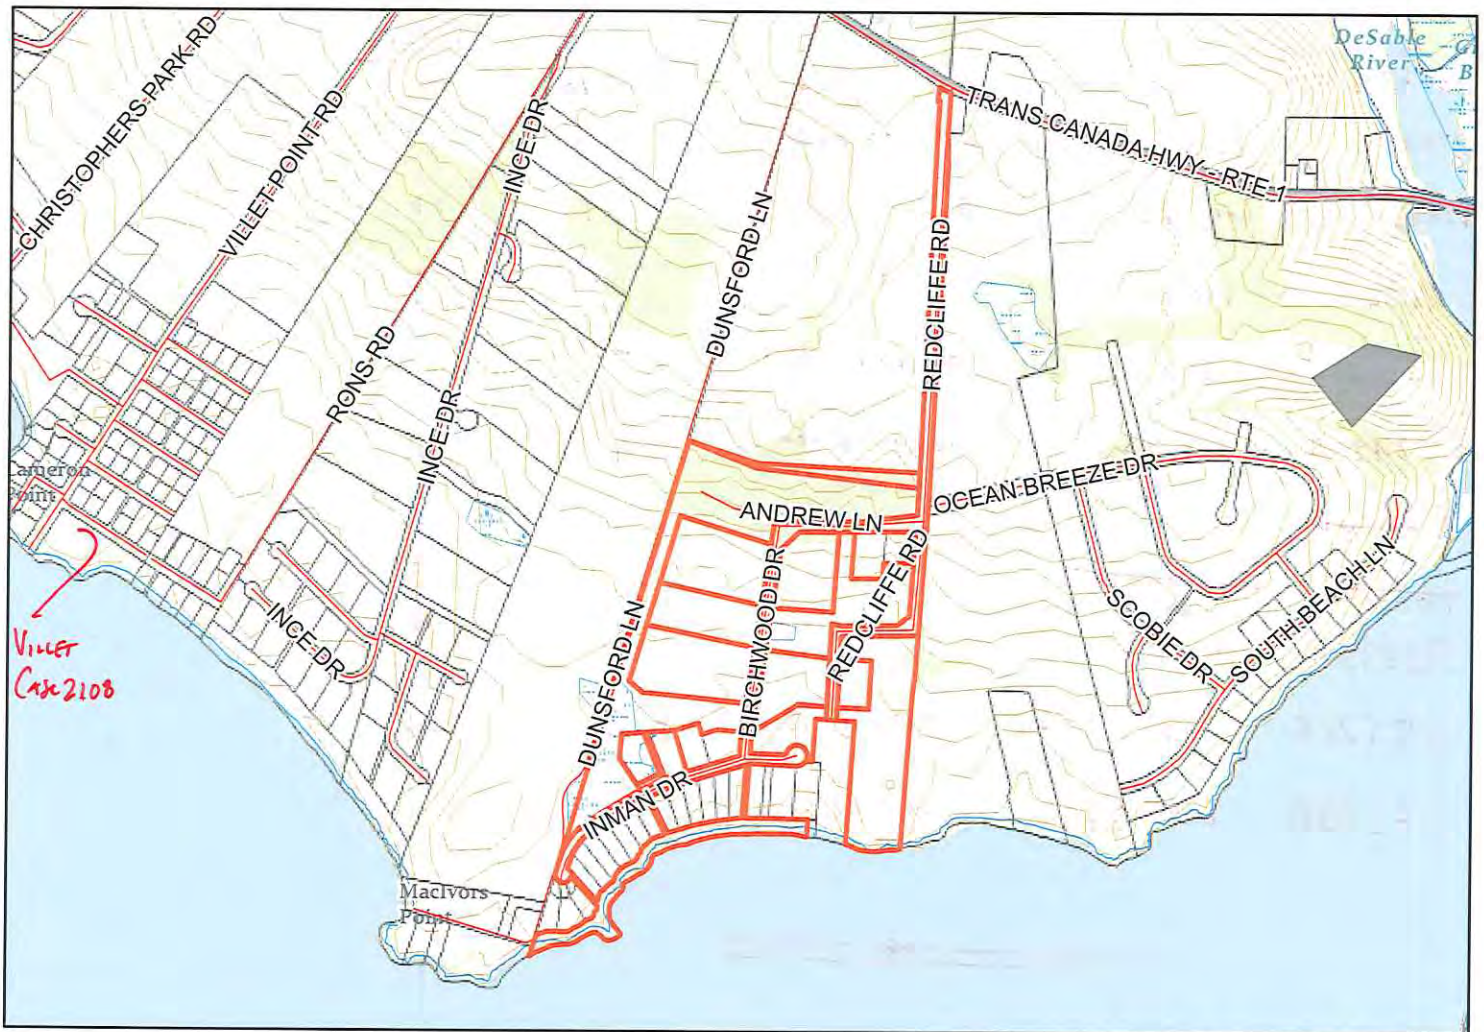 DeSable
River
G
B
CHRISTOPHERS PARK RD
VILLET POINT RD
INCE DR
TRANS CANADA HWY - RTE 1
DUNSFORD LN
REDCLIFFE RD
RONS RD
INCE DR
Cameron
Point
OCEAN BREEZE DR
ANDREW LN
BIRCHWOOD DR
REDCLIFFE RD
SCOBIE DR
SOUTH BEACH LN
INCE DR
DUNSFORD LN
VILLET
CASE 2108
INMAN DR
MacIvors
Point